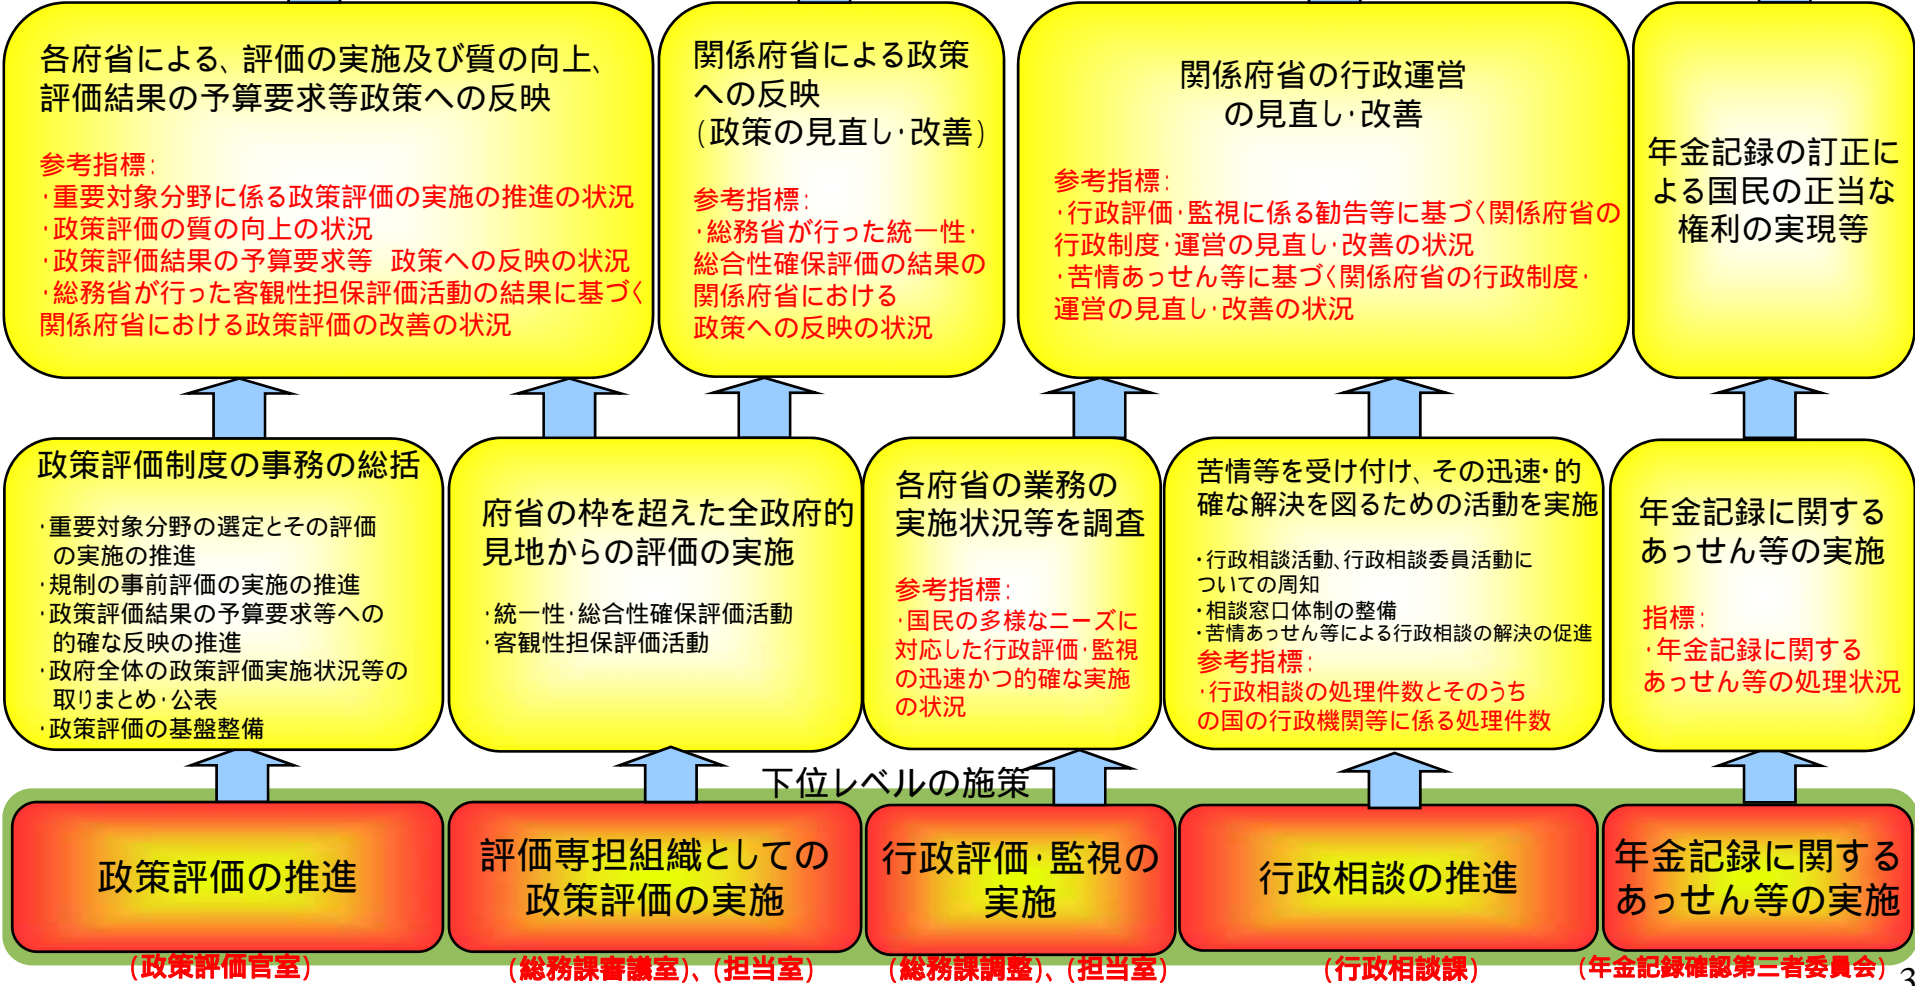 各府省による、評価の実施及び質の向上、
評価結果の予算要求等政策への反映
参考指標:
・重要対象分野に係る政策評価の実施の推進の状況
・政策評価の質の向上の状況
・政策評価結果の予算要求等 政策への反映の状況
・総務省が行った客観性担保評価活動の結果に基づく
関係府省における政策評価の改善の状況
関係府省による政策
への反映
(政策の見直し・改善)
参考指標:
・総務省が行った統一性・
総合性確保評価の結果の
関係府省における
政策への反映の状況
関係府省の行政運営
の見直し・改善
参考指標:
・行政評価・監視に係る勧告等に基づく関係府省の
行政制度・運営の見直し・改善の状況
・苦情あっせん等に基づく関係府省の行政制度・
運営の見直し・改善の状況
年金記録の訂正に
よる国民の正当な
権利の実現等
政策評価制度の事務の総括
・重要対象分野の選定とその評価
の実施の推進
・規制の事前評価の実施の推進
・政策評価結果の予算要求等への
的確な反映の推進
・政府全体の政策評価実施状況等の
取りまとめ・公表
・政策評価の基盤整備
府省の枠を超えた全政府的
見地からの評価の実施
・統一性・総合性確保評価活動
・客観性担保評価活動
各府省の業務の
実施状況等を調査
参考指標:
・国民の多様なニーズに
対応した行政評価・監視
の迅速かつ的確な実施
の状況
苦情等を受け付け、その迅速・的
確な解決を図るための活動を実施
・行政相談活動、行政相談委員活動に
ついての周知
・相談窓口体制の整備
・苦情あっせん等による行政相談の解決の促進
参考指標:
・行政相談の処理件数とそのうち
の国の行政機関等に係る処理件数
年金記録に関する
あっせん等の実施
指標:
・年金記録に関する
あっせん等の処理状況
下位レベルの施策
政策評価の推進
評価専担組織としての
政策評価の実施
行政評価・監視の
実施
行政相談の推進
年金記録に関する
あっせん等の実施
(政策評価官室)
(総務課審議室)、(担当室)
(総務課調整)、(担当室)
(行政相談課)
(年金記録確認第三者委員会)
3